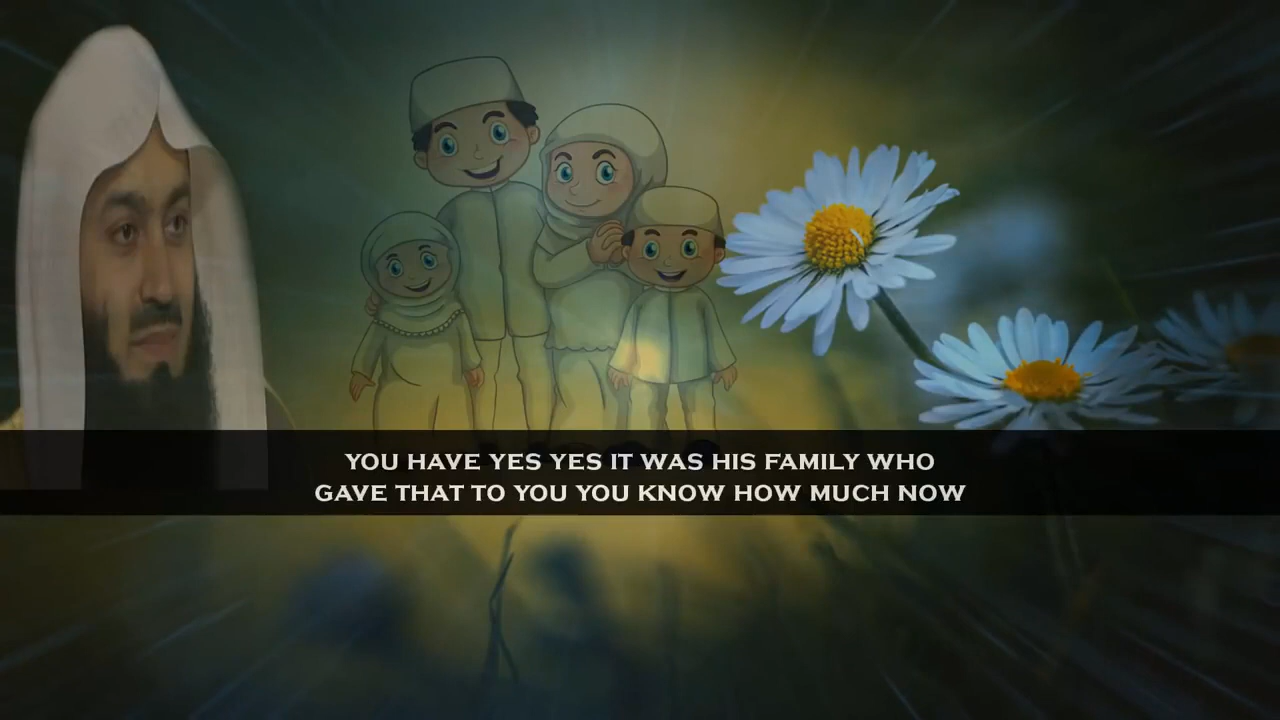 YOU HAVE YES YES IT WAS HIS FAMILY WHO
GAVE THAT TO YOU YOU KNOW HOW MUCH NOW